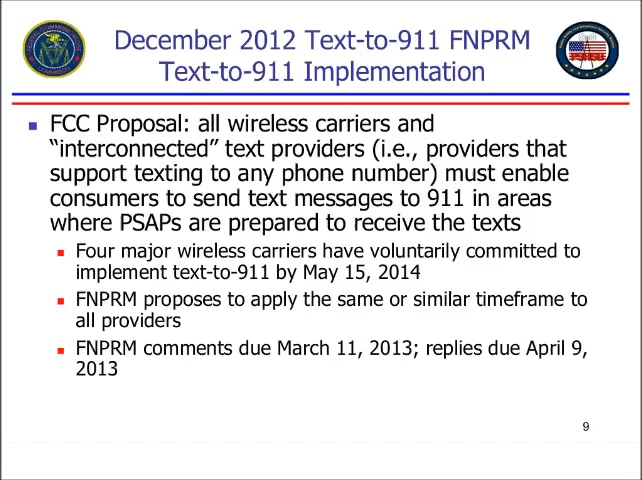 December 2012 Text-to-911 FNPRM
Text-to-911 Implementation
FCC Proposal: all wireless carriers and
“interconnected” text providers (i.e., providers that
support texting to any phone number) must enable
consumers to send text messages to 911 in areas
where PSAPs are prepared to receive the texts
Four major wireless carriers have voluntarily committed to
implement text-to-911 by May 15, 2014
FNPRM proposes to apply the same or similar timeframe to
all providers
FNPRM comments due March 11, 2013; replies due April 9,
2013
9